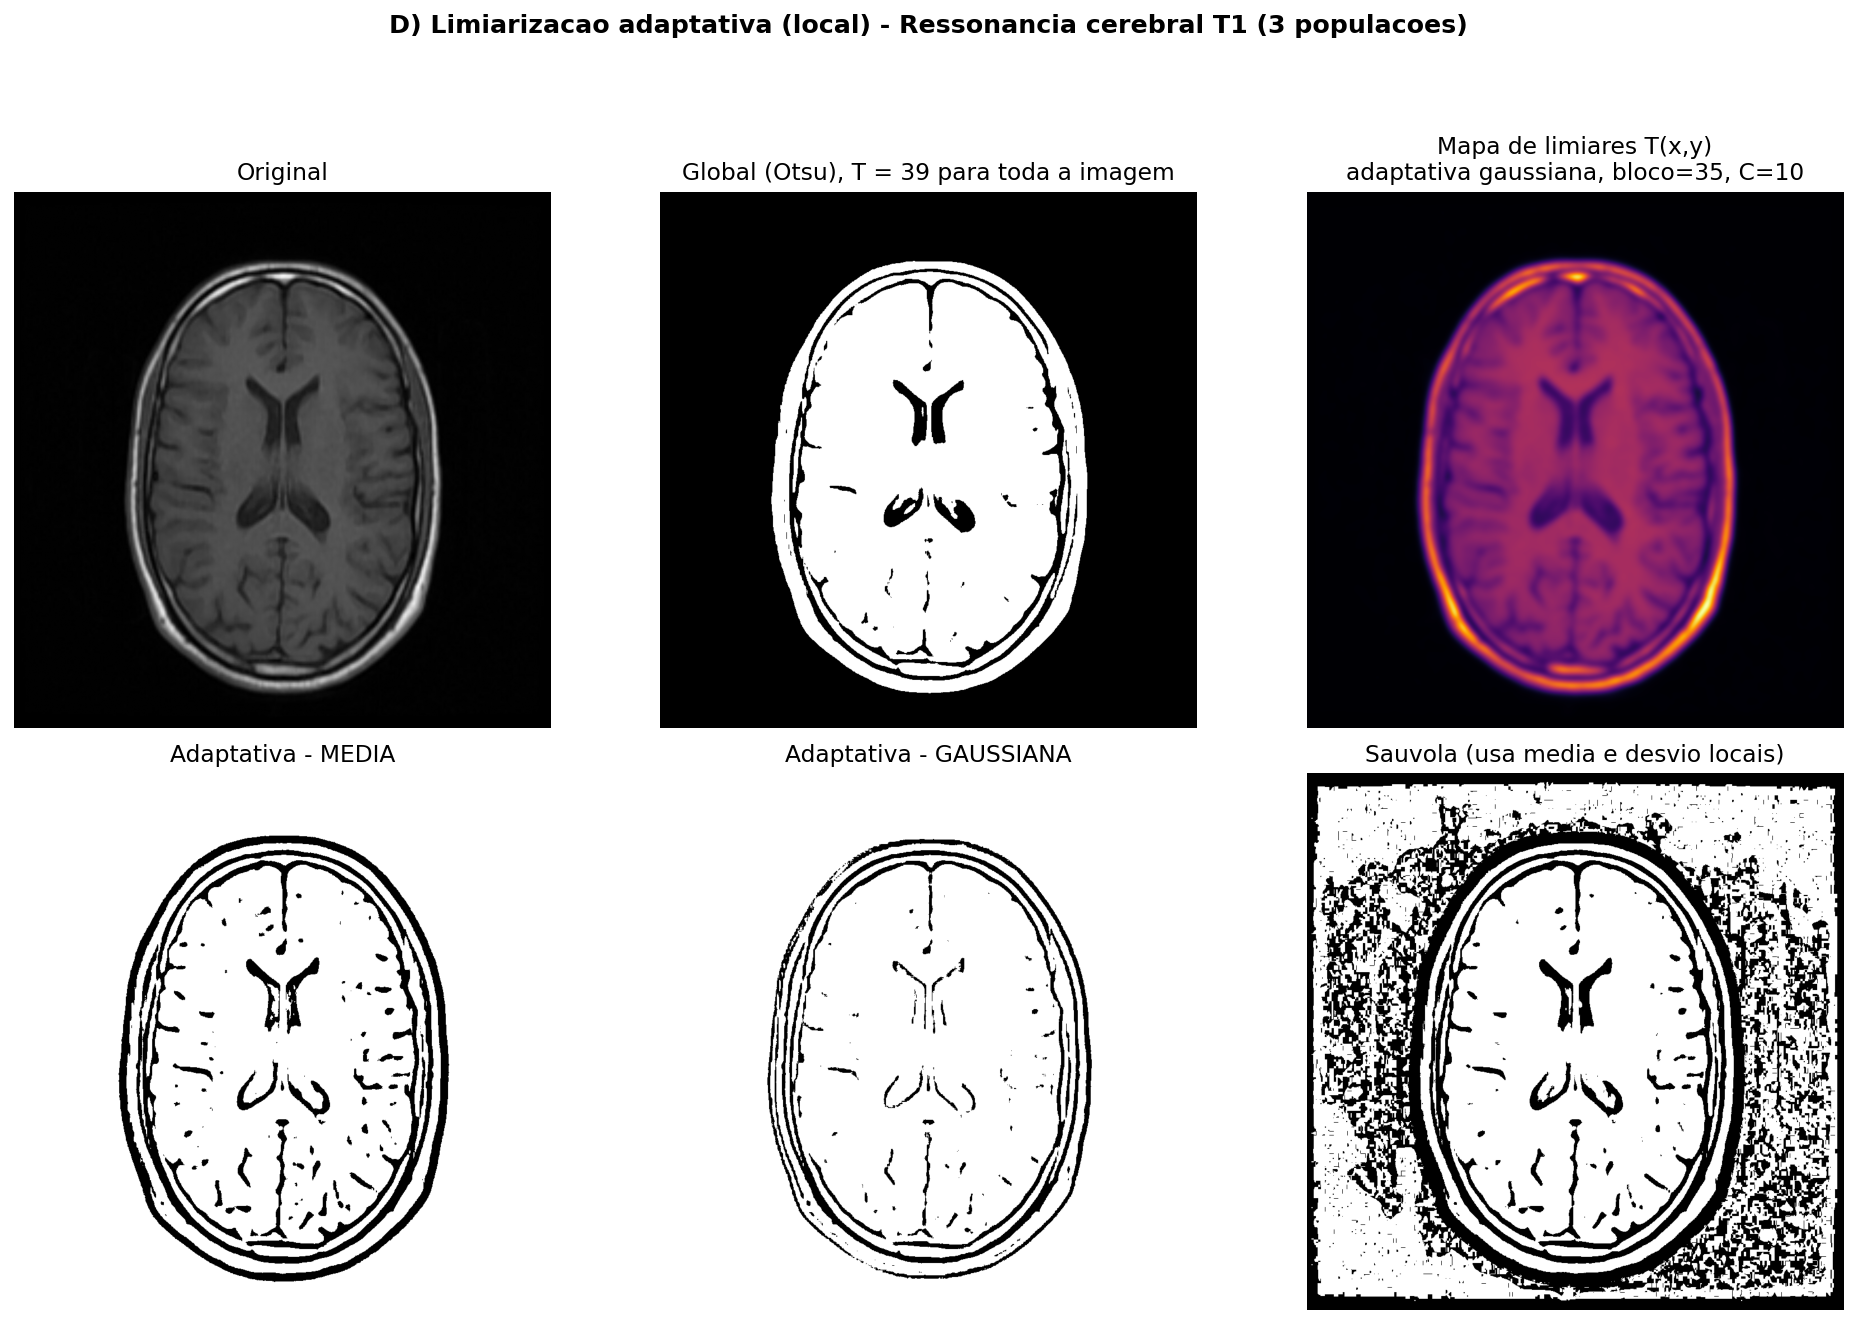 D) Limiarizacao adaptativa (local) - Ressonancia cerebral T1 (3 populacoes)
Original
Global (Otsu), T = 39 para toda a imagem
Mapa de limiares T(x,y)
adaptativa gaussiana, bloco=35, C=10
Adaptativa - MEDIA
Adaptativa - GAUSSIANA
Sauvola (usa media e desvio locais)